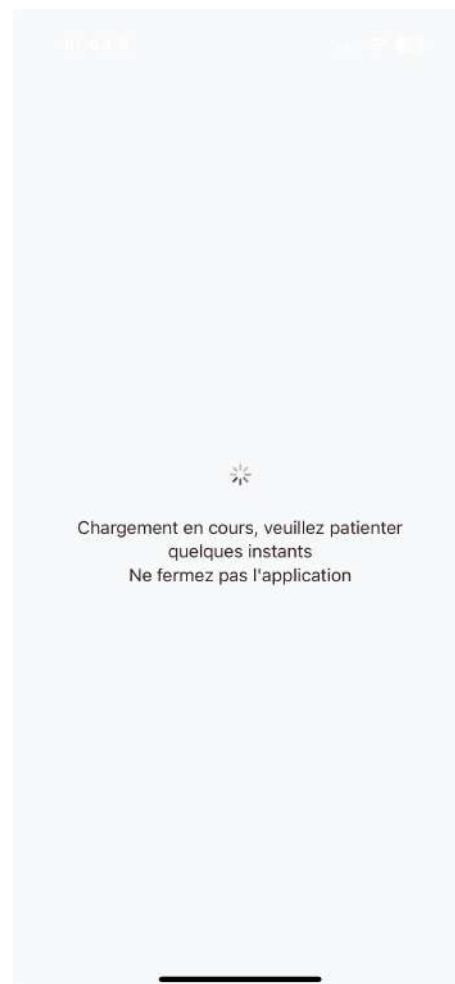 Chargement en cours, veuillez patienter
quelques instants
Ne fermez pas l'application